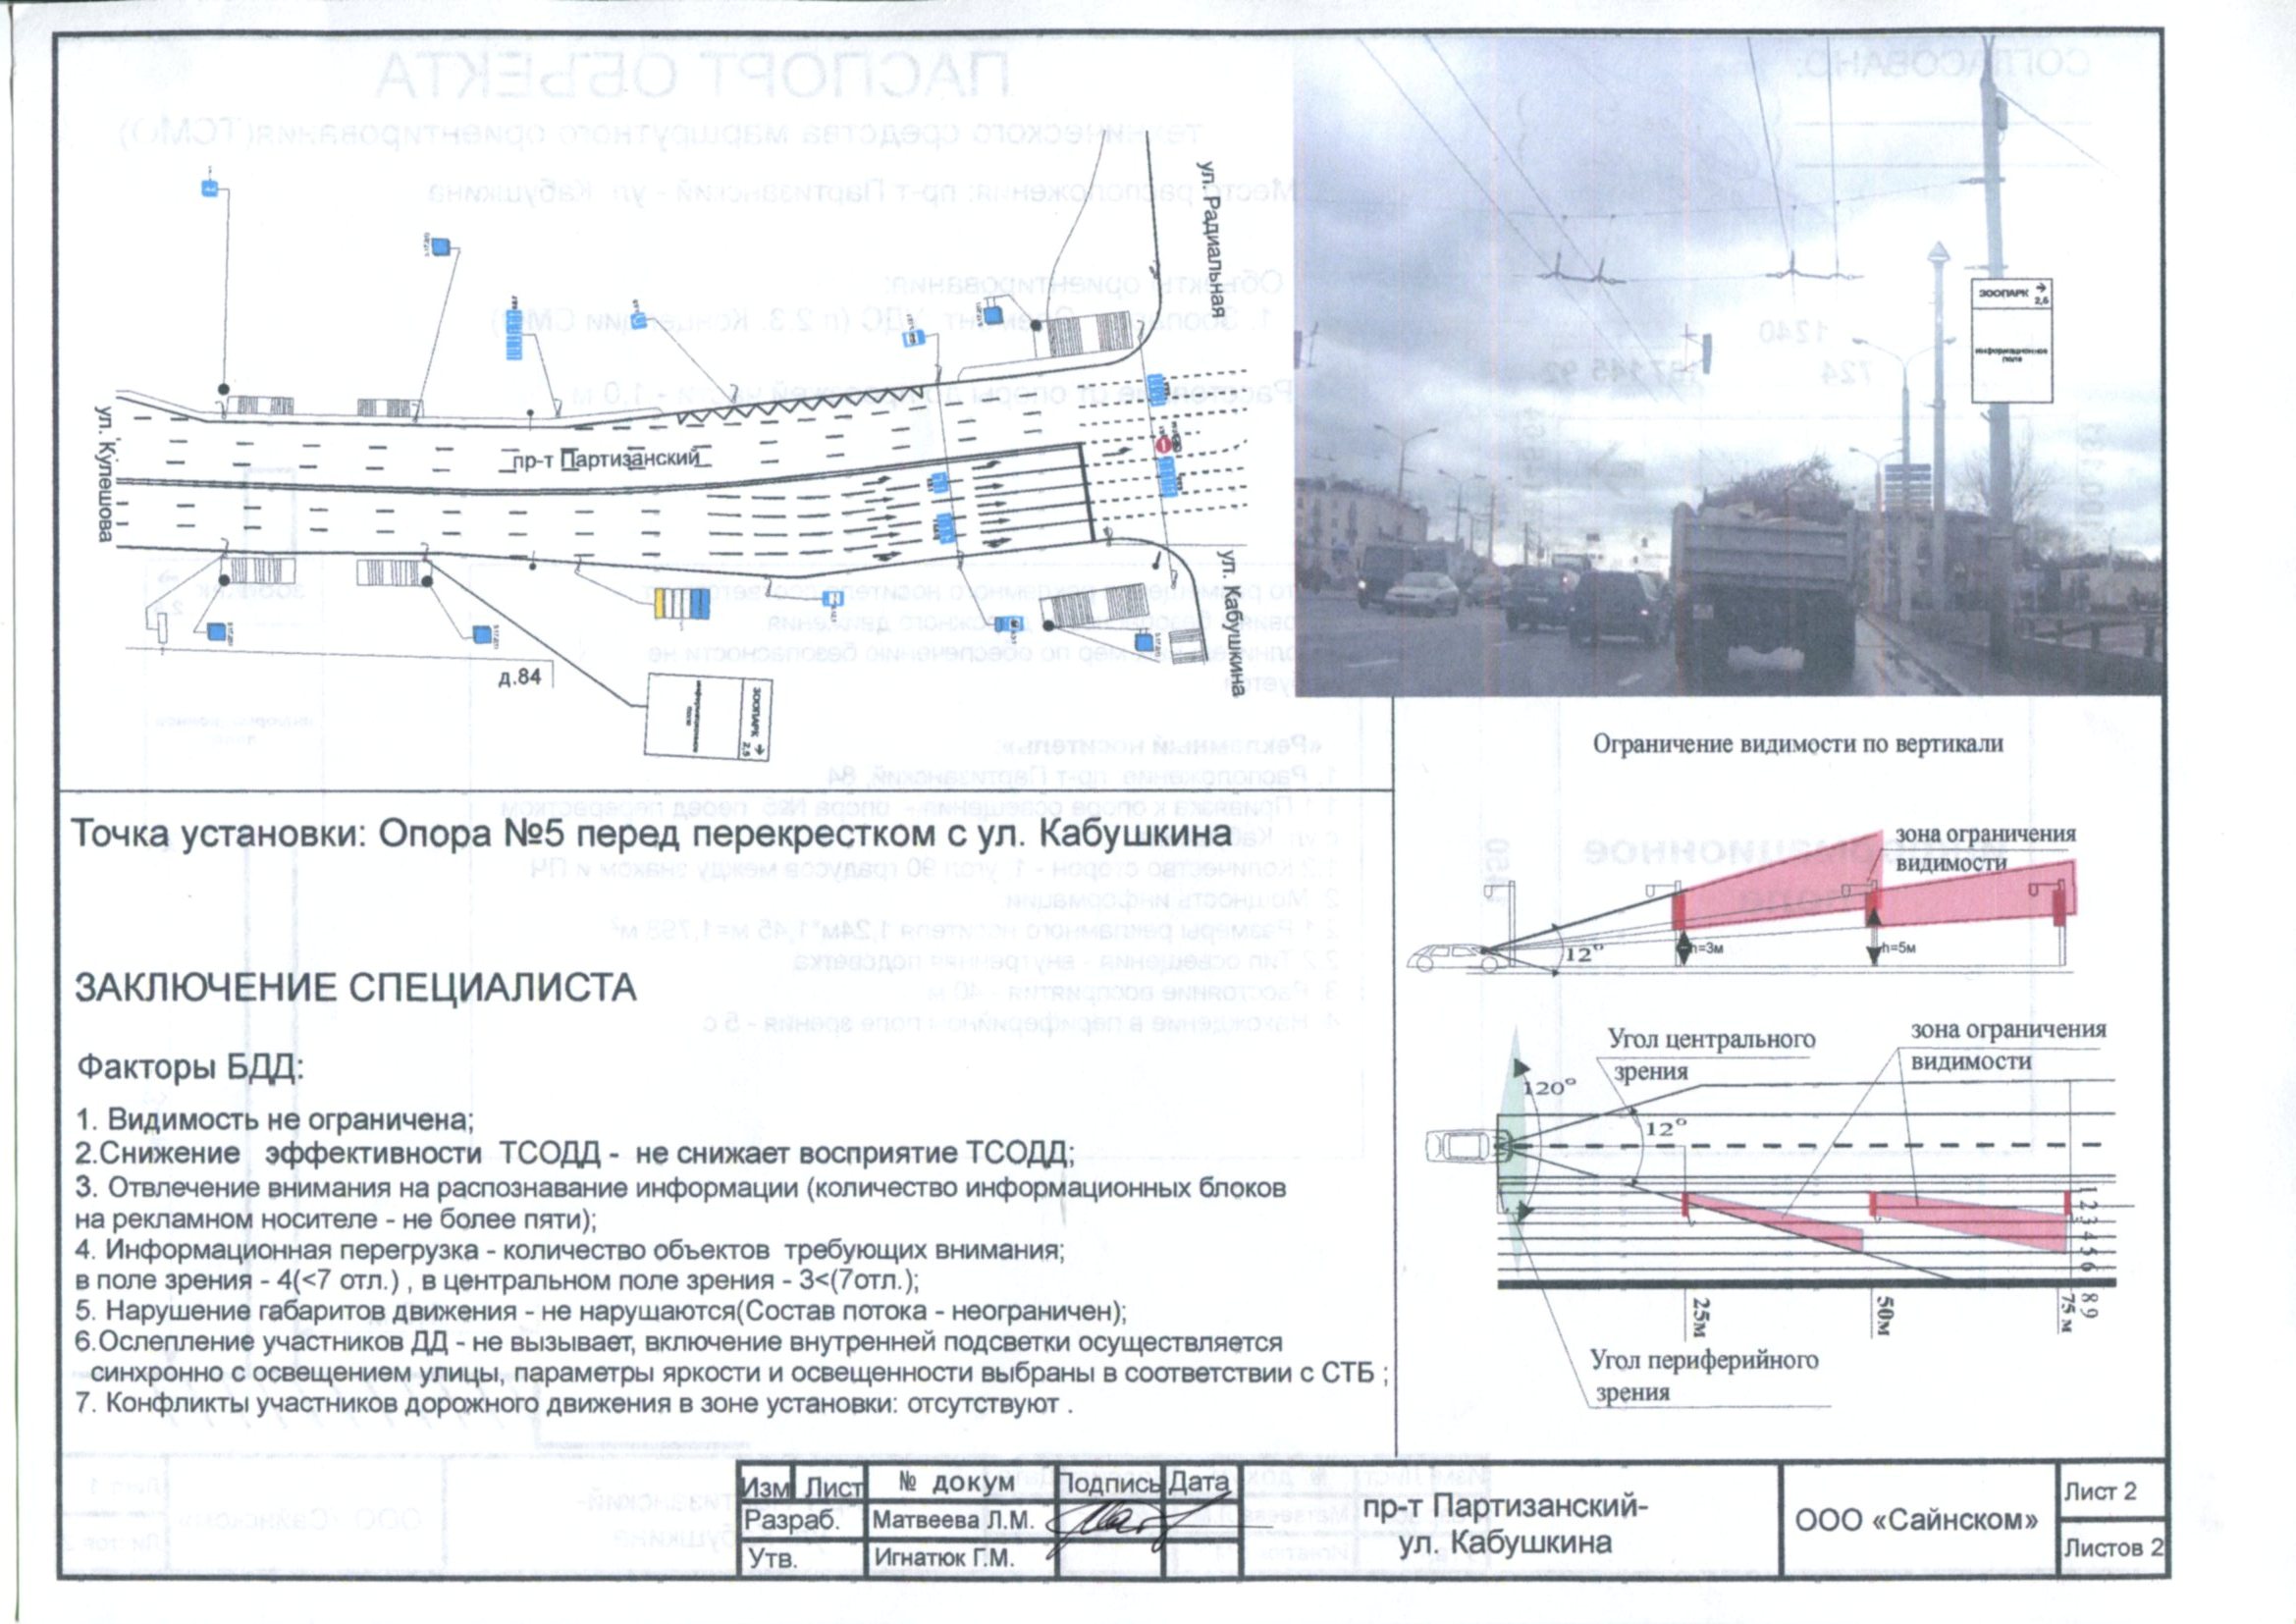 ул. Радиальная
ул. Кулешова
пр-т Партизанский
ул. Кабушкина
д.84
ЗООПАРК
2,5
информационное
поле
ЗООПАРК
2,5
информационное
поле
Точка установки: Опора №5 перед перекрестком с ул. Кабушкина
ЗАКЛЮЧЕНИЕ СПЕЦИАЛИСТА
Факторы БДД:
1. Видимость не ограничена;
2.Снижение эффективности ТСОДД - не снижает восприятие ТСОДД;
3. Отвлечение внимания на распознавание информации (количество информационных блоков
на рекламном носителе - не более пяти);
4. Информационная перегрузка - количество объектов требующих внимания;
в поле зрения - 4(<7 отл.) , в центральном поле зрения - 3<(7отл.);
5. Нарушение габаритов движения - не нарушаются(Состав потока - неограничен);
6.Ослепление участников ДД - не вызывает, включение внутренней подсветки осуществляется
синхронно с освещением улицы, параметры яркости и освещенности выбраны в соответствии с СТБ ;
7. Конфликты участников дорожного движения в зоне установки: отсутствуют .
Ограничение видимости по вертикали
зона ограничения
видимости
12°
h=3м
h=5м
Угол центрального
зрения
зона ограничения
видимости
120°
12°
1 2 3 4 5 6 8 9
25м
50м
75 м
Угол периферийного
зрения
Изм Лист № докум Подпись Дата
Разраб. Матвеева Л.М.
Утв. Игнатюк Г.М.
пр-т Партизанский-
ул. Кабушкина
ООО «Сайнском»
Лист 2
Листов 2